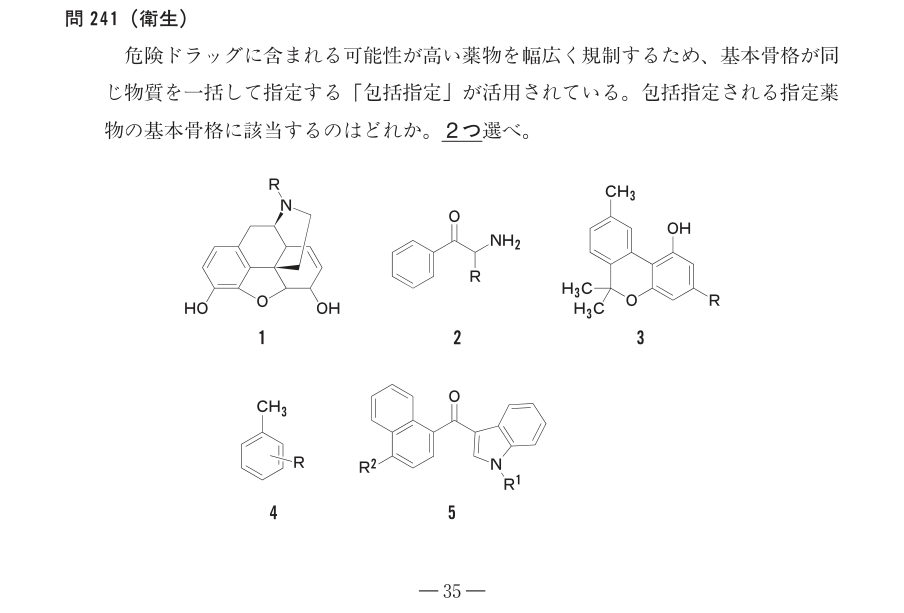 問 241（衛生）
危険ドラッグに含まれる可能性が高い薬物を幅広く規制するため、基本骨格が同
じ物質を一括して指定する「包括指定」が活用されている。包括指定される指定薬
物の基本骨格に該当するのはどれか。２つ選べ。
R
N
HO
O
OH
1
O
NH2
R
2
CH3
OH
H3C
H3C
O
R
3
CH3
R
4
O
R2
N
R1
5
— 35 —